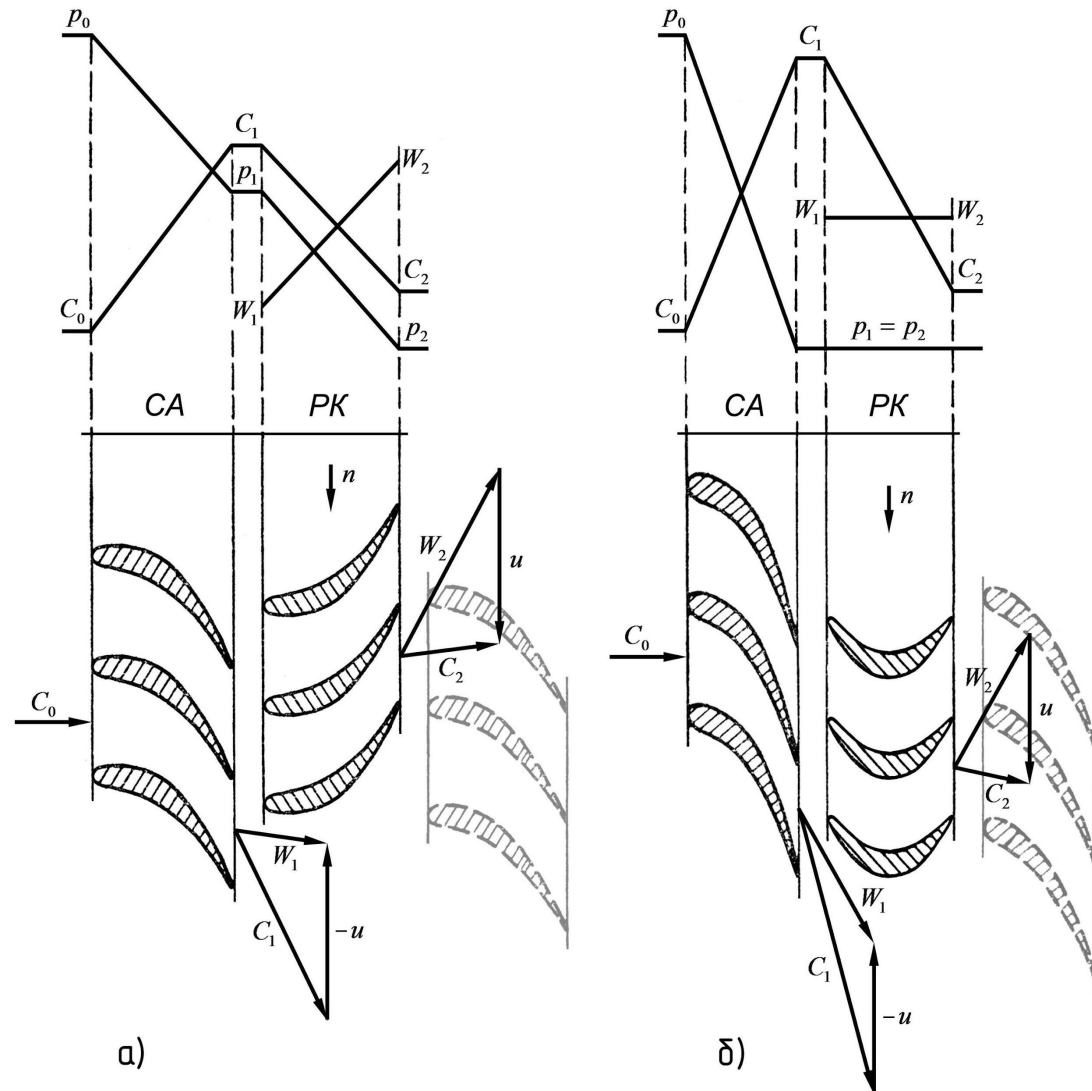 p₀
C₁
p₁
W₂
C₂
W₁
C₀
p₂
СА
РК
n
W₂
u
C₂
C₀
W₁
C₁
−u
а)
p₀
C₁
W₁
W₂
C₂
C₀
p₁ = p₂
СА
РК
n
C₀
W₂
u
C₂
W₁
C₁
−u
б)